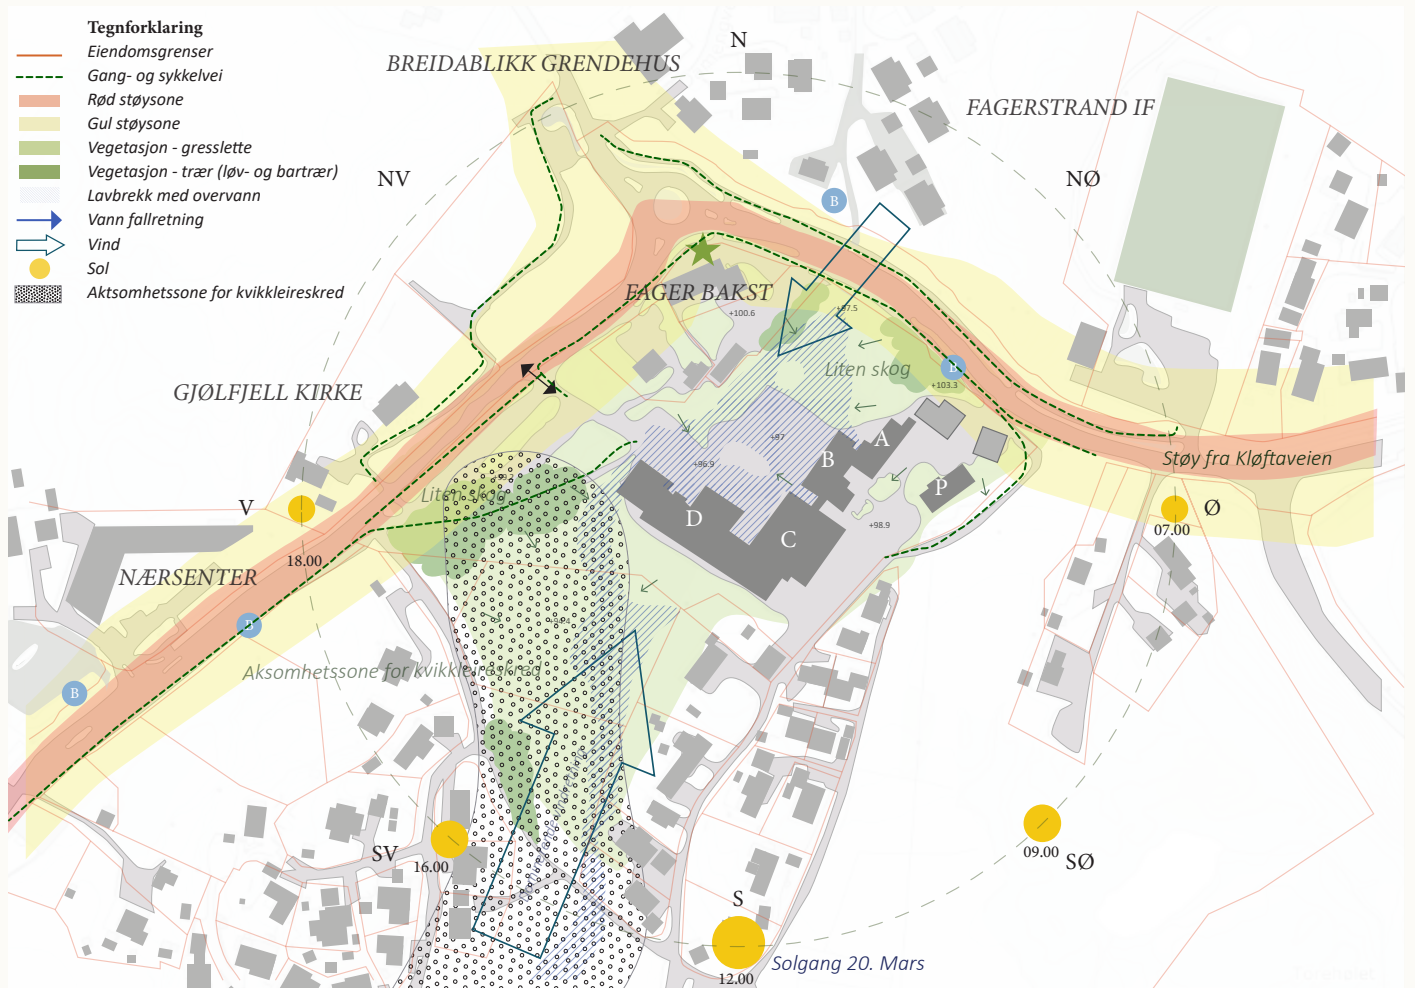 Tegnforklaring
Eiendomsgrenser
Gang- og sykkelvei
Rød støysone
Gul støysone
Vegetasjon - gresslette
Vegetasjon - trær (løv- og bartrær)
Lavbrekk med overvann
Vann fallretning
Vind
Sol
Aktsomhetssone for kvikkleireskred
N
BREIDABLIKK GRENDEHUS
FAGERSTRAND IF
NV
NØ
B
FAGER BAKST
+100.6
+97.5
Liten skog
B
+103.3
GJØLFJELL KIRKE
A
+97
B
+96.9
Støy fra Kløftaveien
P
Liten skog
V
Ø
D
+98.9
07.00
C
18.00
NÆRSENTER
+94.4
B
Aksomhetssone for kvikkleireskred
B
SV
16.00
09.00
SØ
S
Solgang 20. Mars
12.00